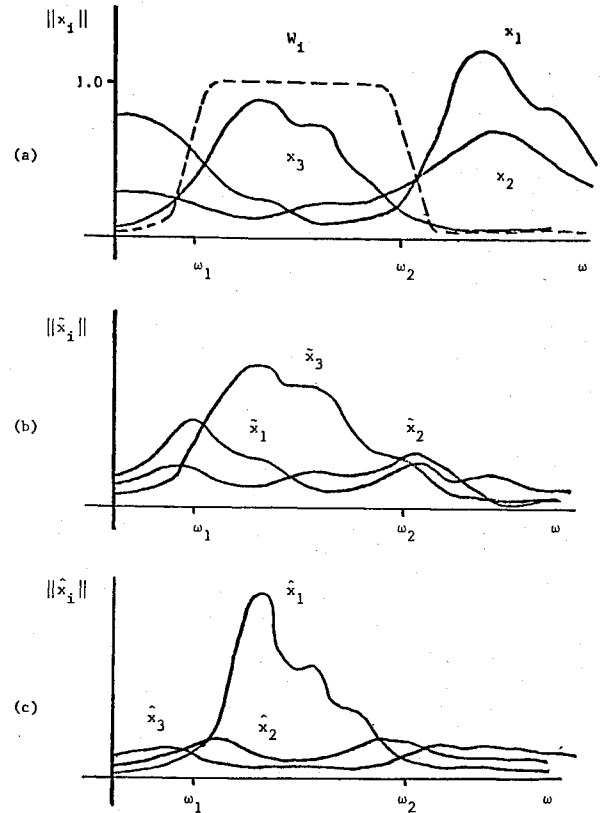 ‖x_i‖
W_i
x_1
1.0
(a)
x_3
x_2
ω_1
ω_2
ω
‖x̃_i‖
x̃_3
(b)
x̃_1
x̃_2
ω_1
ω_2
ω
‖x̂_i‖
x̂_1
(c)
x̂_3
x̂_2
ω_1
ω_2
ω